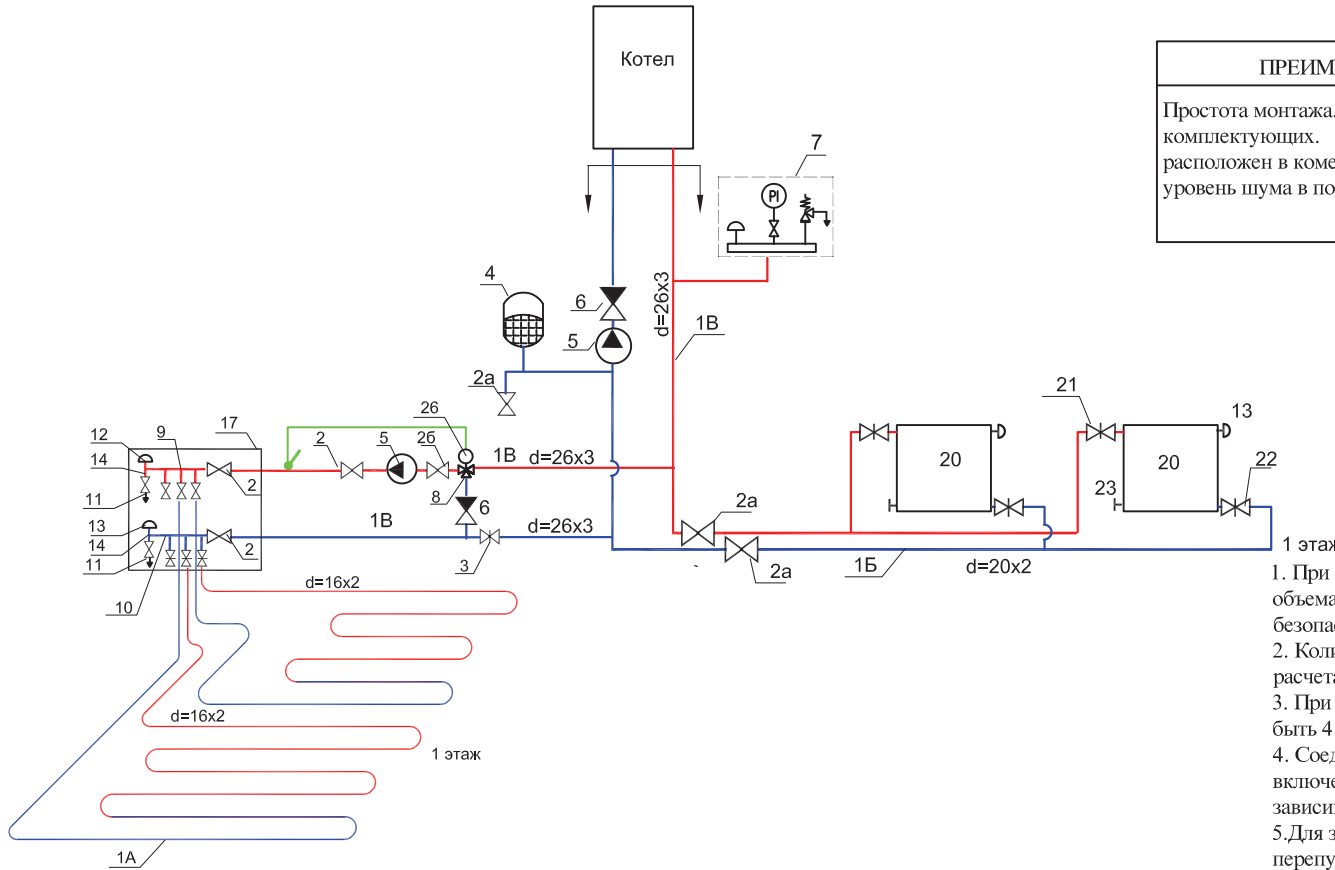 Котел
ПРЕИМ
Простота монтажа.
комплектующих.
расположен в коме
уровень шума в по
7
PI
4
6
5
d=26x3
1В
2а
26
21
13
12
9
17
2
5
2б
1В
d=26x3
20
20
22
14
2
8
23
11
6
2а
13
1В
d=26x3
14
2
11
3
2а
1Б
d=20x2
10
d=16x2
d=16x2
1 этаж
1А
1 этаж
1. При
объема
безопас
2. Коли
расчета
3. При
быть 4
4. Соед
включе
зависи
5.Для з
перепу